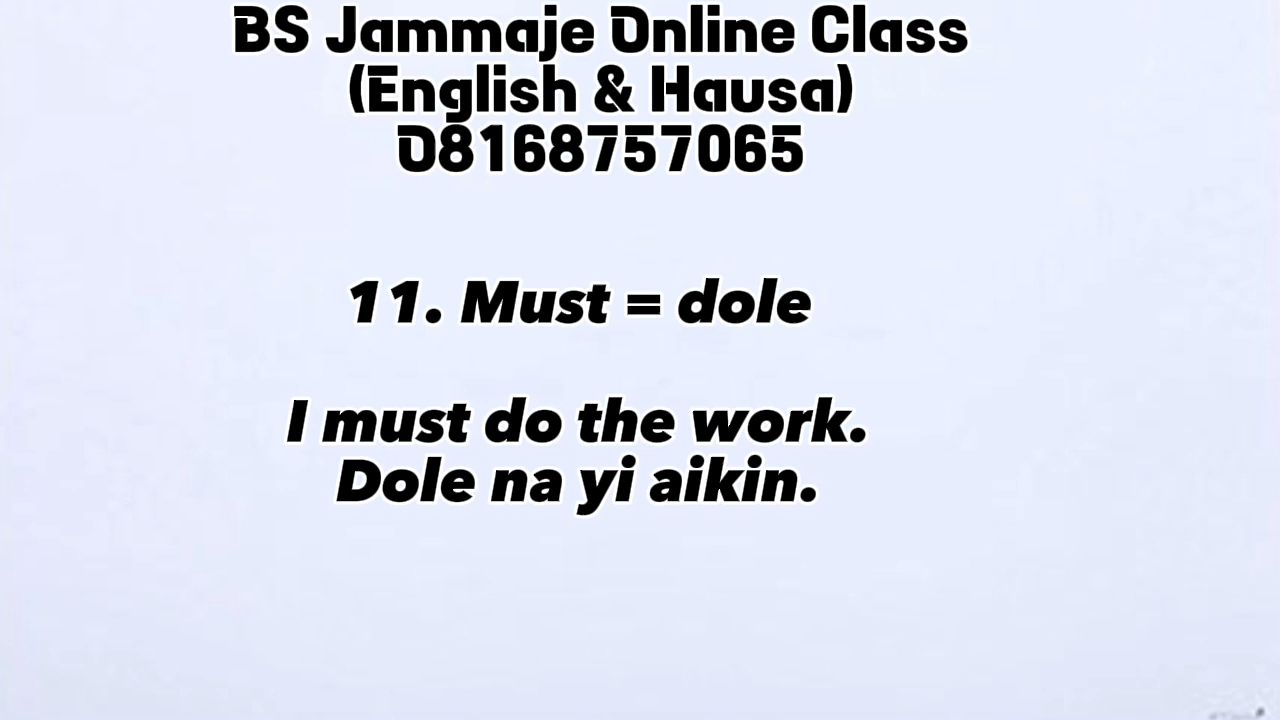 BS Jammaje Online Class
(English & Hausa)
08168757065
11. Must = dole
I must do the work.
Dole na yi aikin.